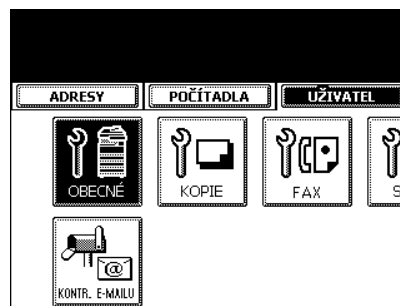 ADRESY POČÍTADLA UŽIVATEL
OBECNÉ KOPIE FAX
KONTR. E-MAILU